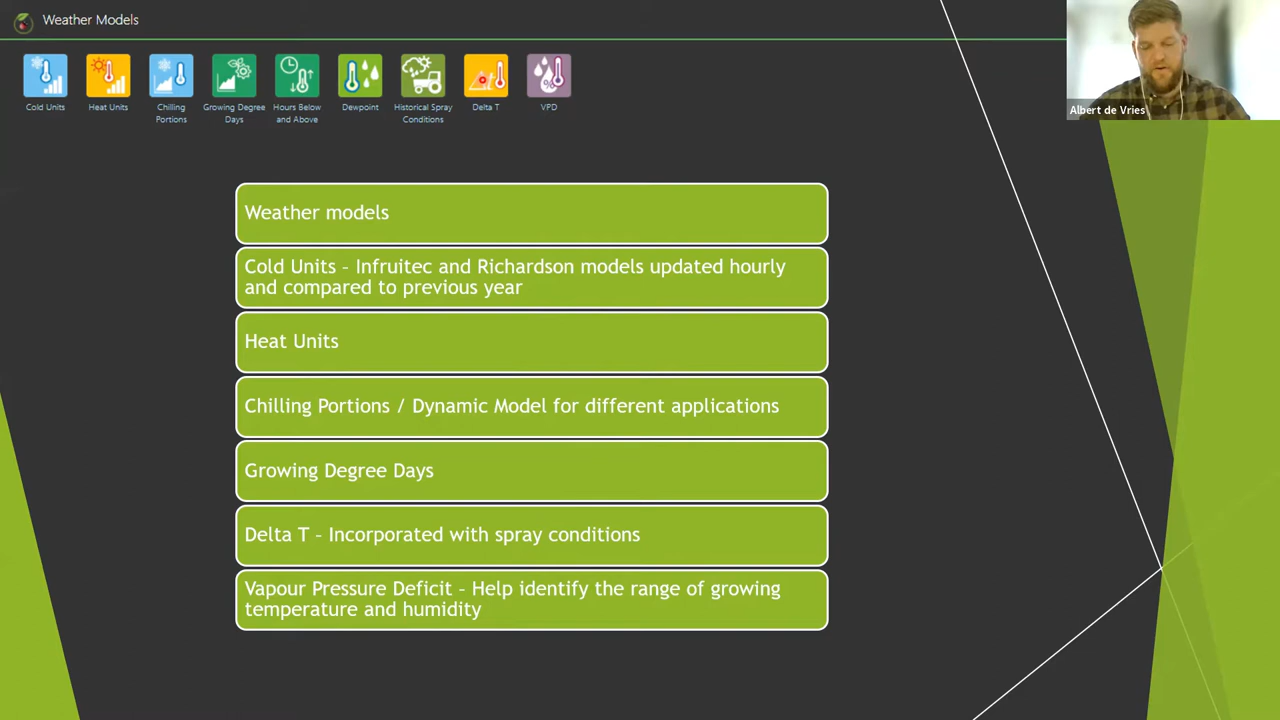 Weather Models
Albert de Vries
Cold Units
Heat Units
Chilling
Portions
Growing Degree
Days
Hours Below
and Above
Dewpoint
Historical Spray
Conditions
Delta T
VPD
Weather models
Cold Units – Infruitec and Richardson models updated hourly
and compared to previous year
Heat Units
Chilling Portions / Dynamic Model for different applications
Growing Degree Days
Delta T – Incorporated with spray conditions
Vapour Pressure Deficit – Help identify the range of growing
temperature and humidity